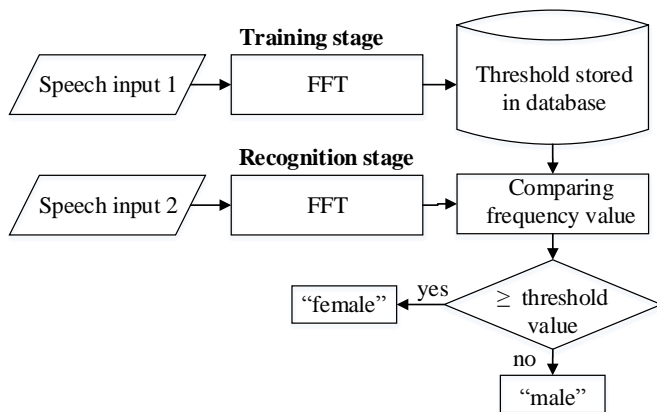 Training stage
Speech input 1
FFT
Threshold stored
in database
Recognition stage
Speech input 2
FFT
Comparing
frequency value
≥ threshold
value
yes
“female”
no
“male”